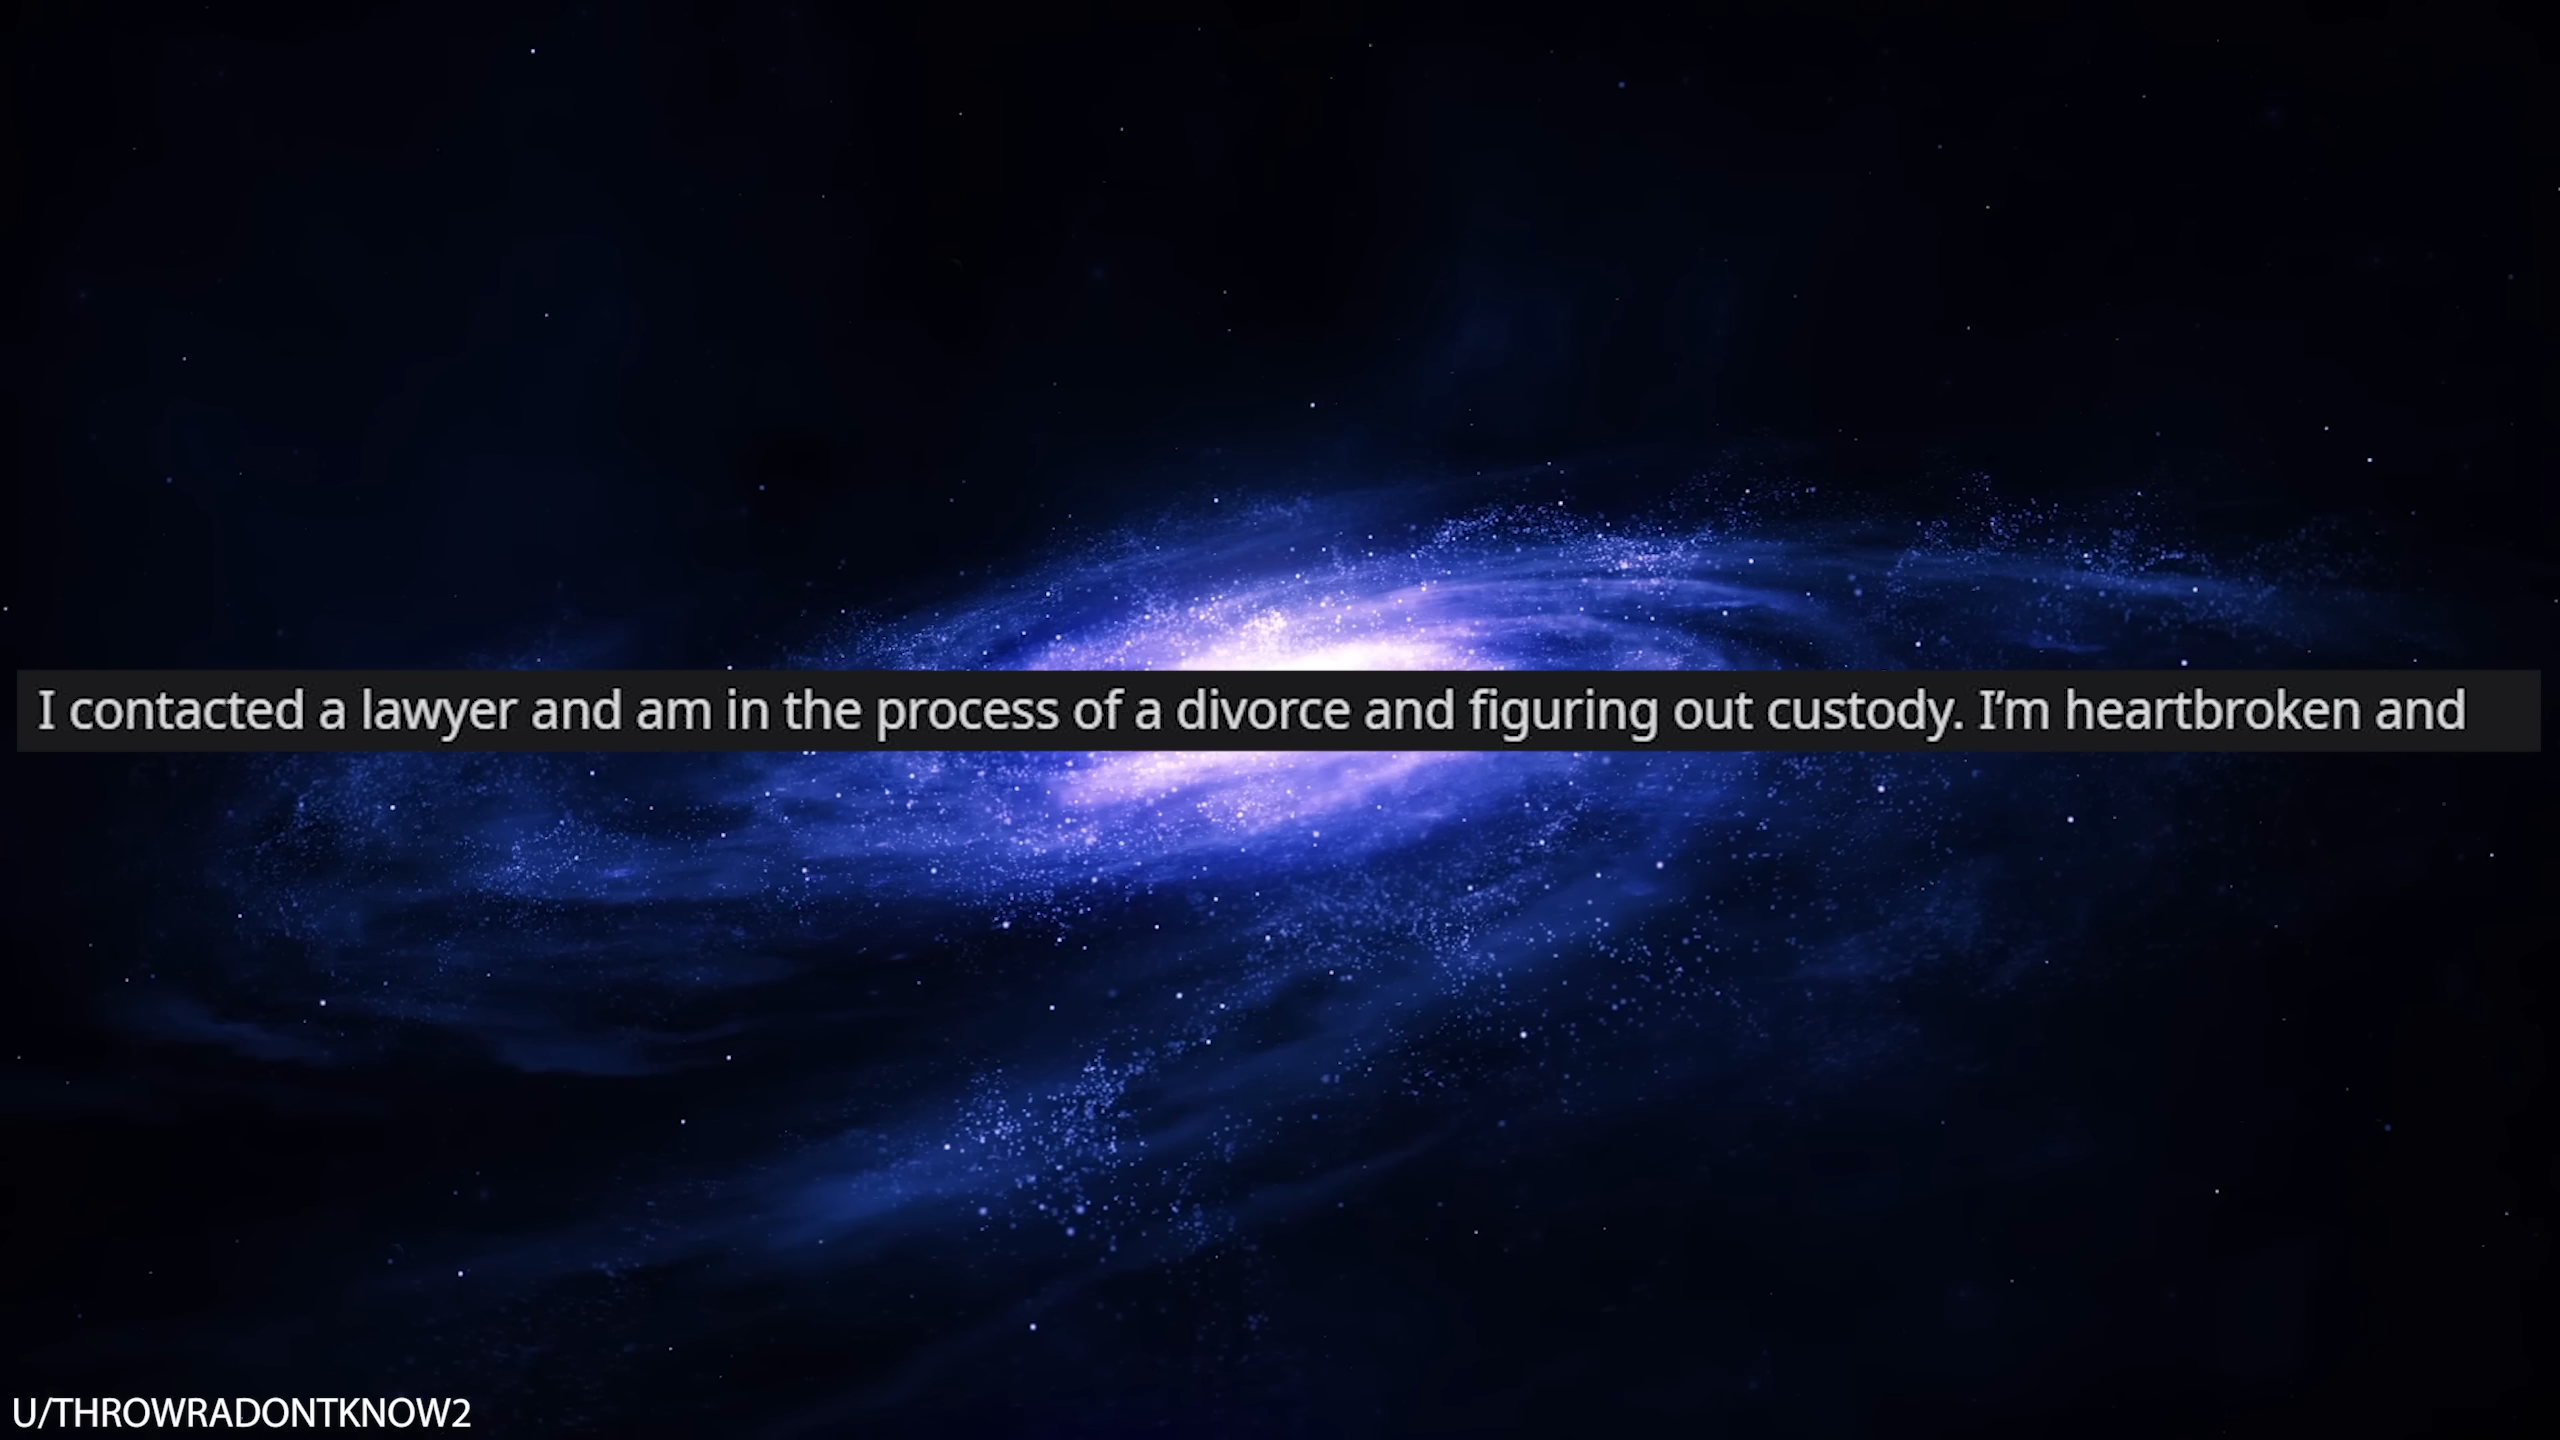 I contacted a lawyer and am in the process of a divorce and figuring out custody. I’m heartbroken and
U/THROWRADONTKNOW2